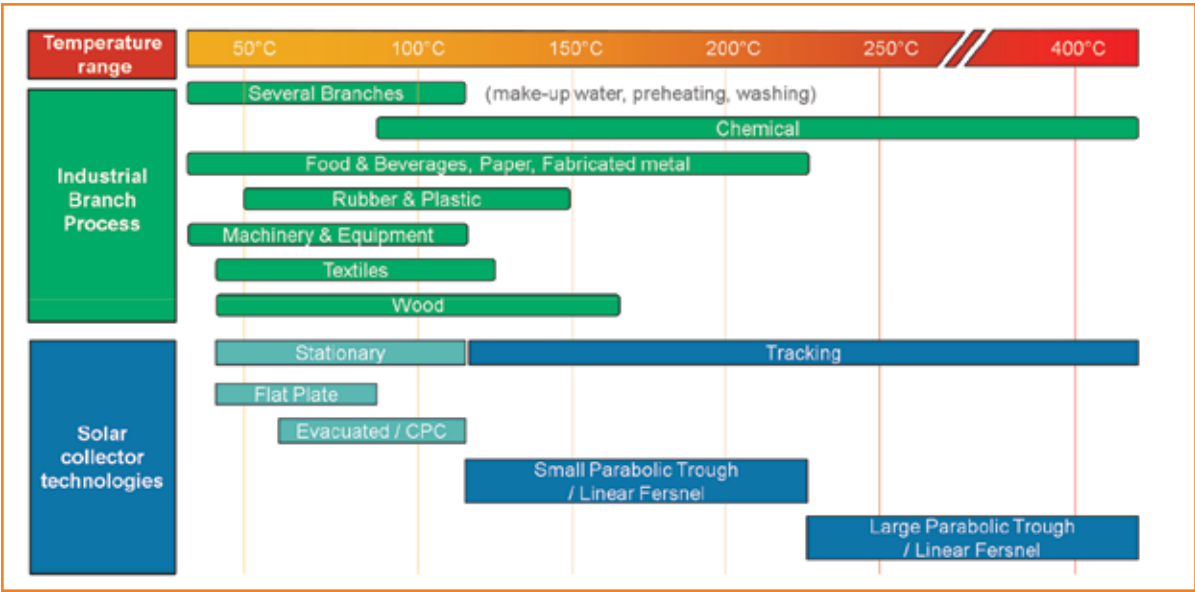 Temperature
range
50°C 100°C 150°C 200°C 250°C 400°C
Several Branches (make-up water, preheating, washing)
Chemical
Food & Beverages, Paper, Fabricated metal
Industrial
Branch
Process
Rubber & Plastic
Machinery & Equipment
Textiles
Wood
Stationary Tracking
Flat Plate
Evacuated / CPC
Solar
collector
technologies
Small Parabolic Trough
/ Linear Fersnel
Large Parabolic Trough
/ Linear Fersnel